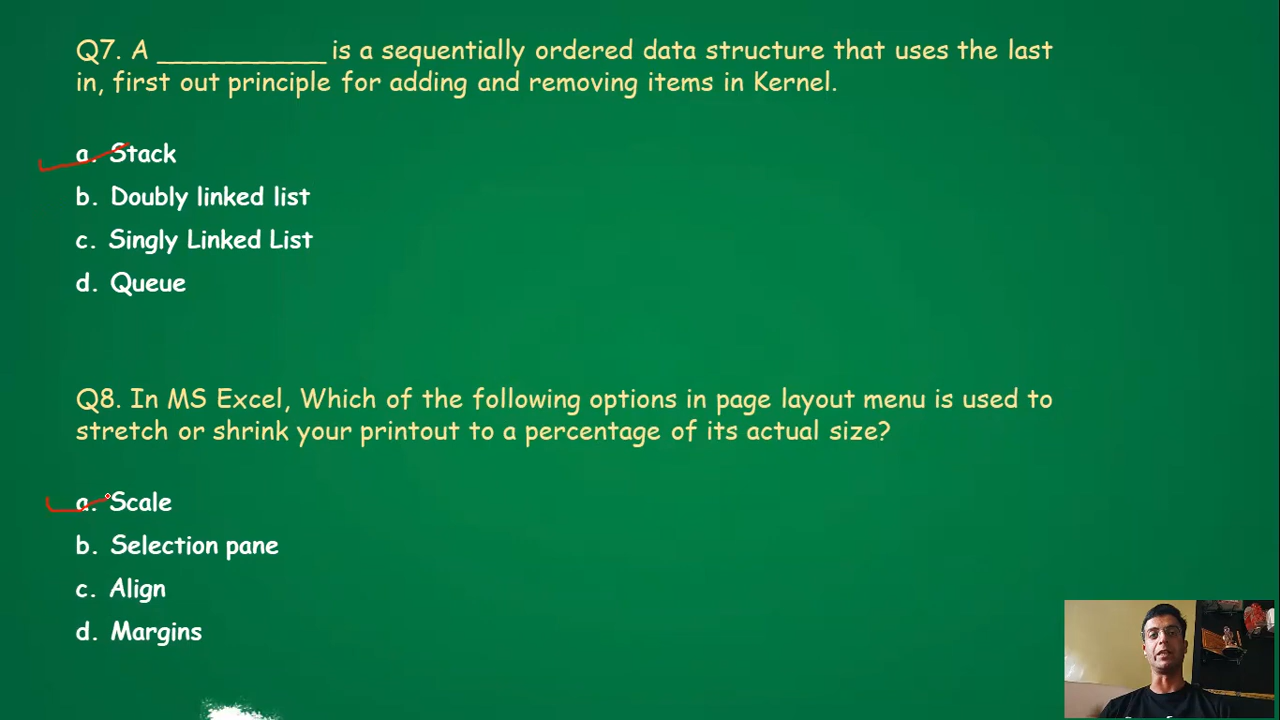 Q7. A ___________ is a sequentially ordered data structure that uses the last
in, first out principle for adding and removing items in Kernel.
a. Stack
b. Doubly linked list
c. Singly Linked List
d. Queue
Q8. In MS Excel, Which of the following options in page layout menu is used to
stretch or shrink your printout to a percentage of its actual size?
a. Scale
b. Selection pane
c. Align
d. Margins